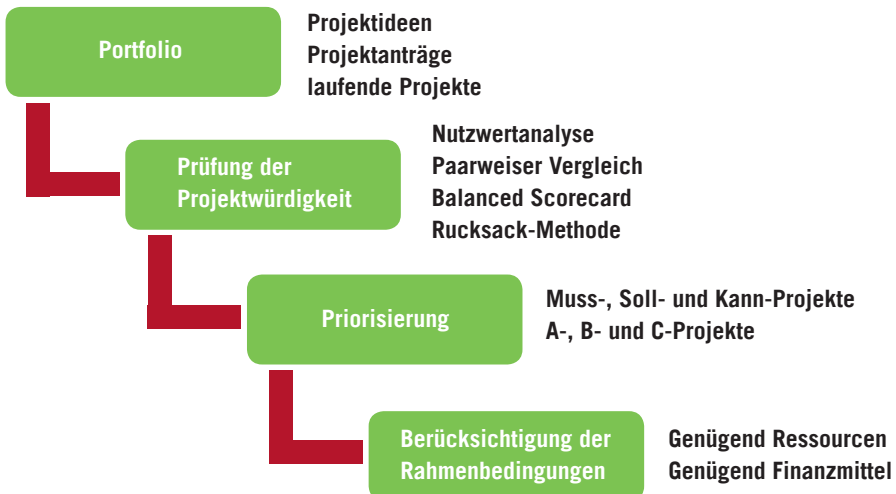 Portfolio
Projektideen
Projektanträge
laufende Projekte
Prüfung der
Projektwürdigkeit
Nutzwertanalyse
Paarweiser Vergleich
Balanced Scorecard
Rucksack-Methode
Priorisierung
Muss-, Soll- und Kann-Projekte
A-, B- und C-Projekte
Berücksichtigung der
Rahmenbedingungen
Genügend Ressourcen
Genügend Finanzmittel